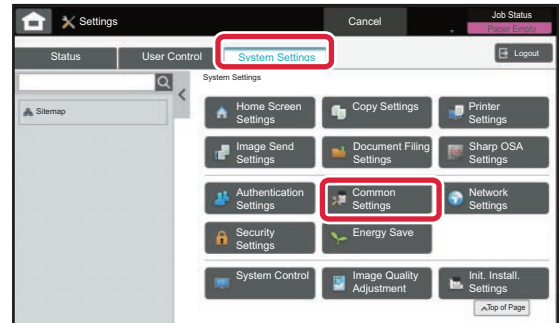 Settings
Cancel
Job Status
Paper Empty
Status
User Control
System Settings
Logout
System Settings
Sitemap
Home Screen
Settings
Copy Settings
Printer
Settings
Image Send
Settings
Document Filing
Settings
Sharp OSA
Settings
Authentication
Settings
Common
Settings
Network
Settings
Security
Settings
Energy Save
System Control
Image Quality
Adjustment
Init. Install.
Settings
Top of Page